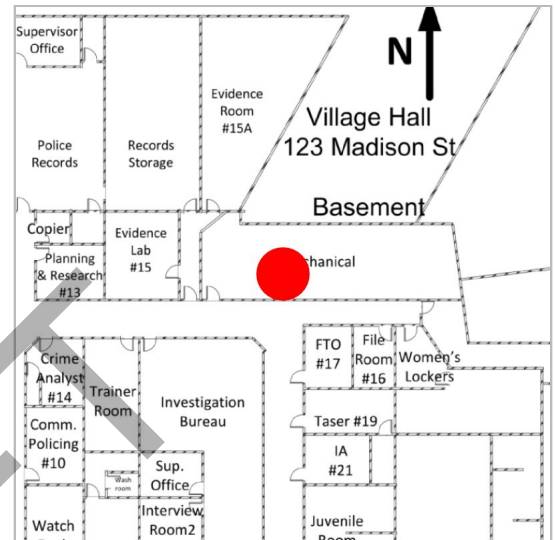 Supervisor
Office
N
Evidence
Room
#15A
Village Hall
123 Madison St
Police
Records
Records
Storage
Basement
Copier
Evidence
Lab
#15
Planning
& Research
#13
chanical
Crime
Analyst
#14
Trainer
Room
Investigation
Bureau
FTO
#17
File
Room
#16
Women's
Lockers
Comm.
Policing
#10
Taser #19
Sup.
Office
Wash
room
IA
#21
Interview
Room2
Watch
Juvenile
Room